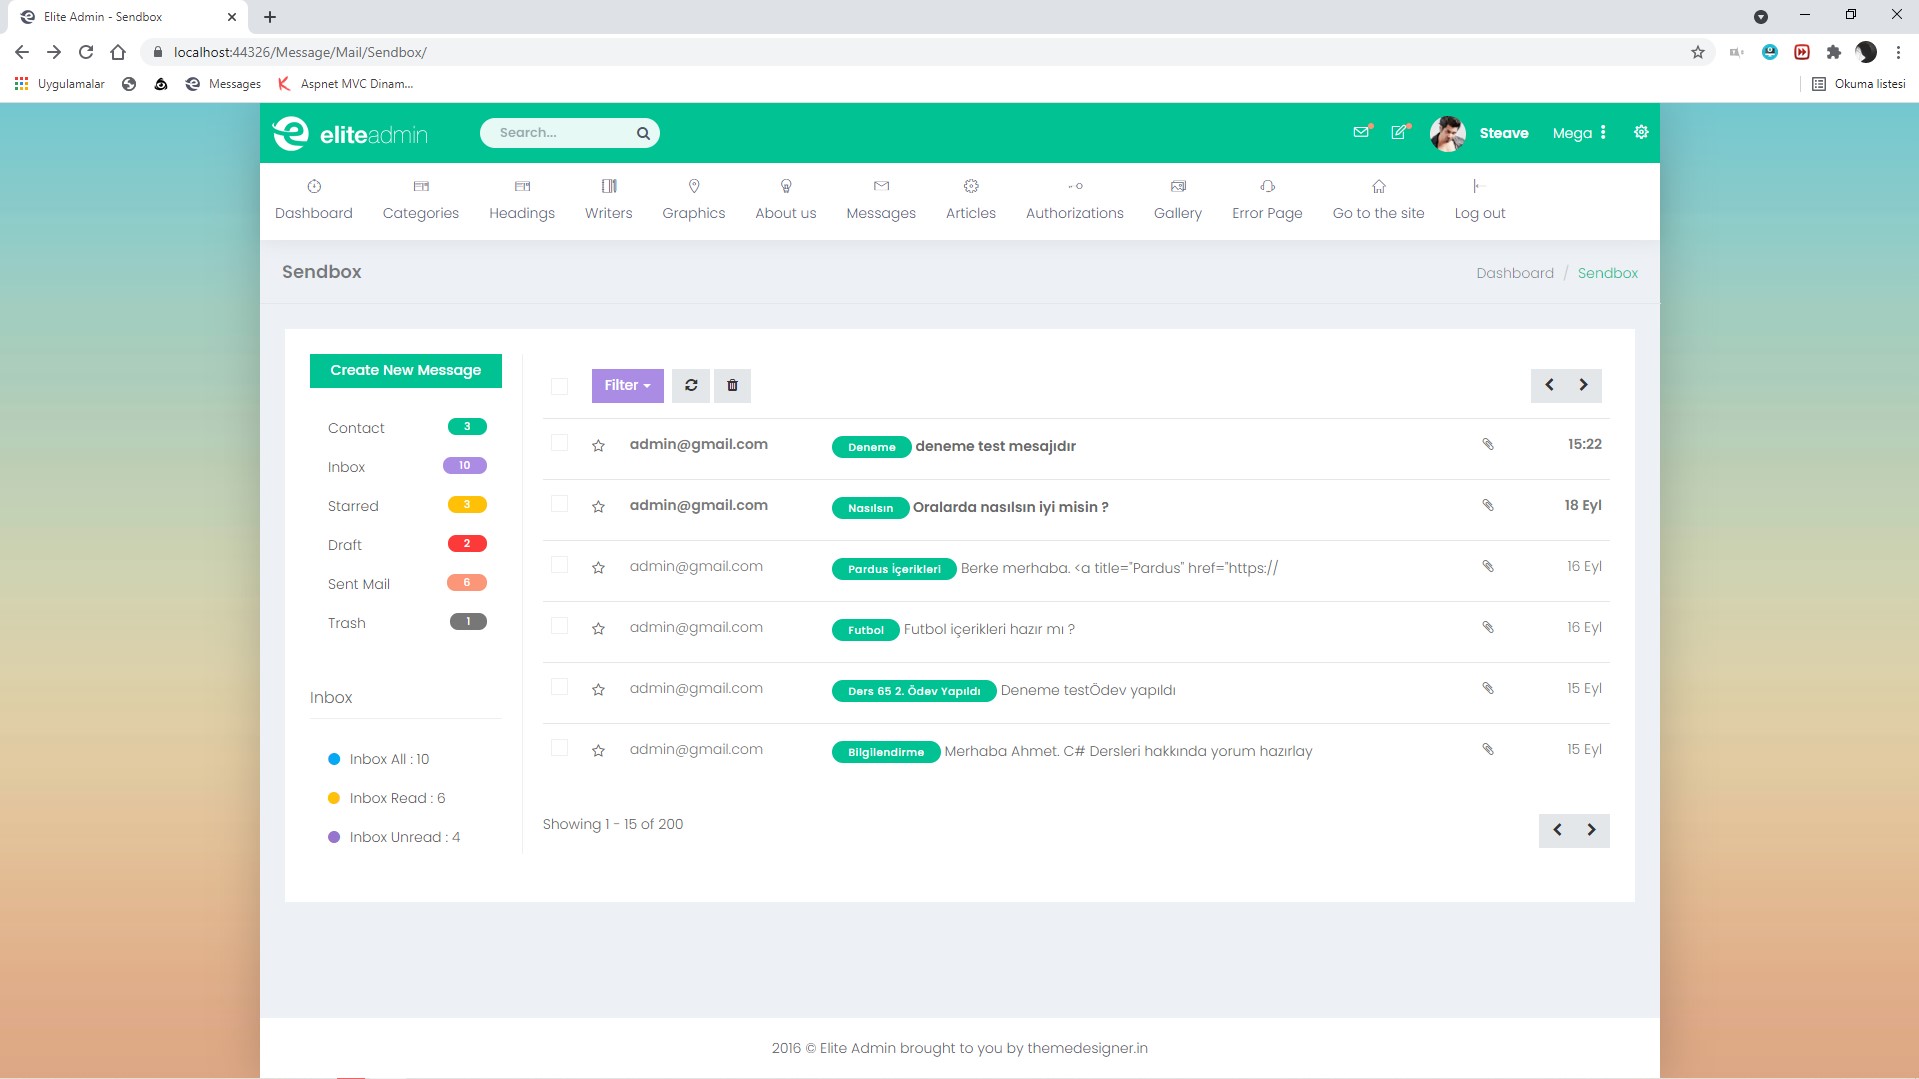 Elite Admin - Sendbox
localhost:44326/Message/Mail/Sendbox/
Uygulamalar
Messages
Aspnet MVC Dinam...
Okuma listesi
eliteadmin
Search...
Steave
Mega
Dashboard
Categories
Headings
Writers
Graphics
About us
Messages
Articles
Authorizations
Gallery
Error Page
Go to the site
Log out
Sendbox
Dashboard / Sendbox
Create New Message
Contact 3
Inbox 10
Starred 3
Draft 2
Sent Mail 6
Trash 1
Inbox
Inbox All : 10
Inbox Read : 6
Inbox Unread : 4
Filter
admin@gmail.com Deneme deneme test mesajıdır 15:22
admin@gmail.com Nasılsın Oralarda nasılsın iyi misin ? 18 Eyl
admin@gmail.com Pardus İçerikleri Berke merhaba. <a title="Pardus" href="https:// 16 Eyl
admin@gmail.com Futbol Futbol içerikleri hazır mı ? 16 Eyl
admin@gmail.com Ders 65 2. Ödev Yapıldı Deneme testÖdev yapıldı 15 Eyl
admin@gmail.com Bilgilendirme Merhaba Ahmet. C# Dersleri hakkında yorum hazırlay 15 Eyl
Showing 1 - 15 of 200
2016 © Elite Admin brought to you by themedesigner.in